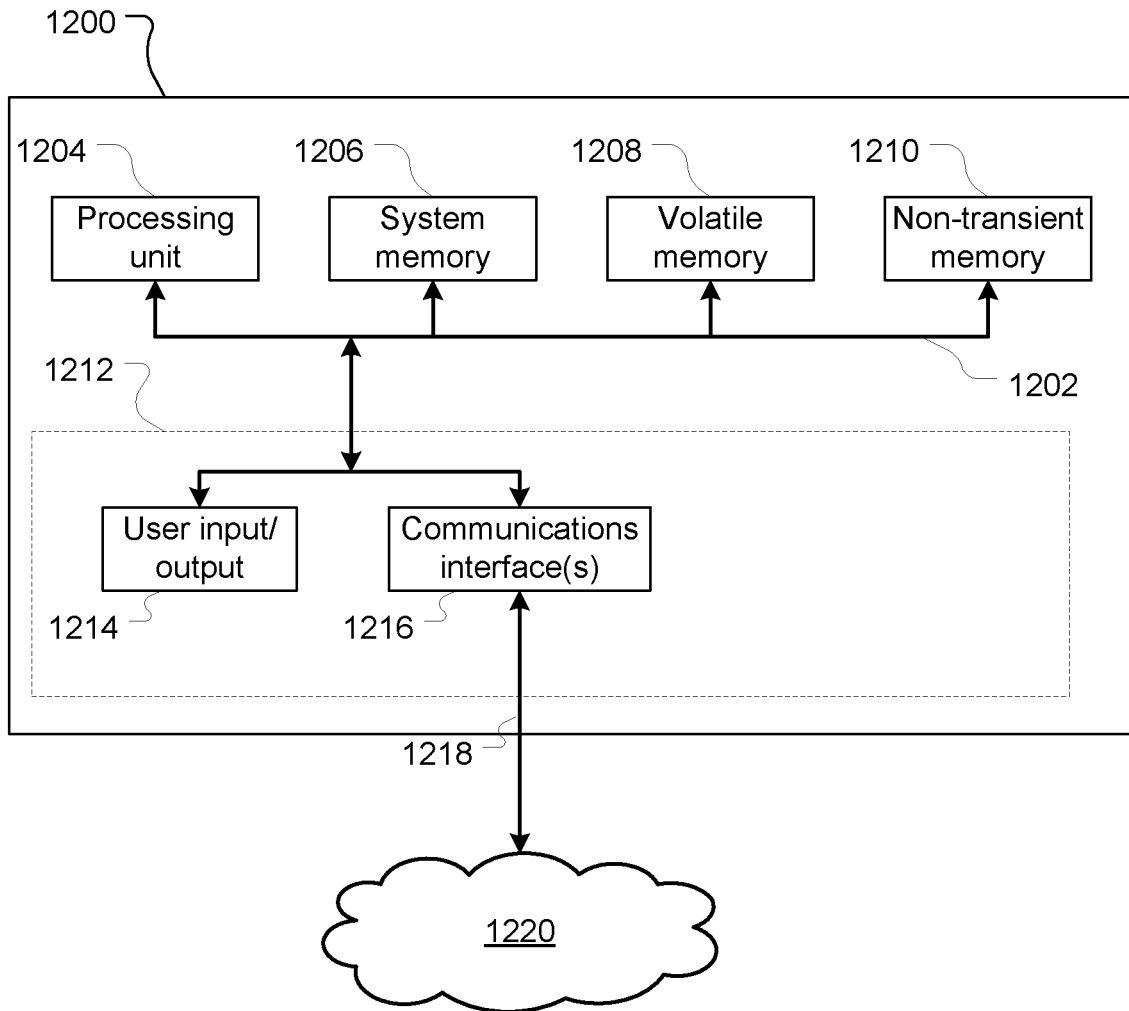 1200
1204
1206
1208
1210
Processing
unit
System
memory
Volatile
memory
Non-transient
memory
1212
1202
User input/
output
Communications
interface(s)
1214
1216
1218
1220